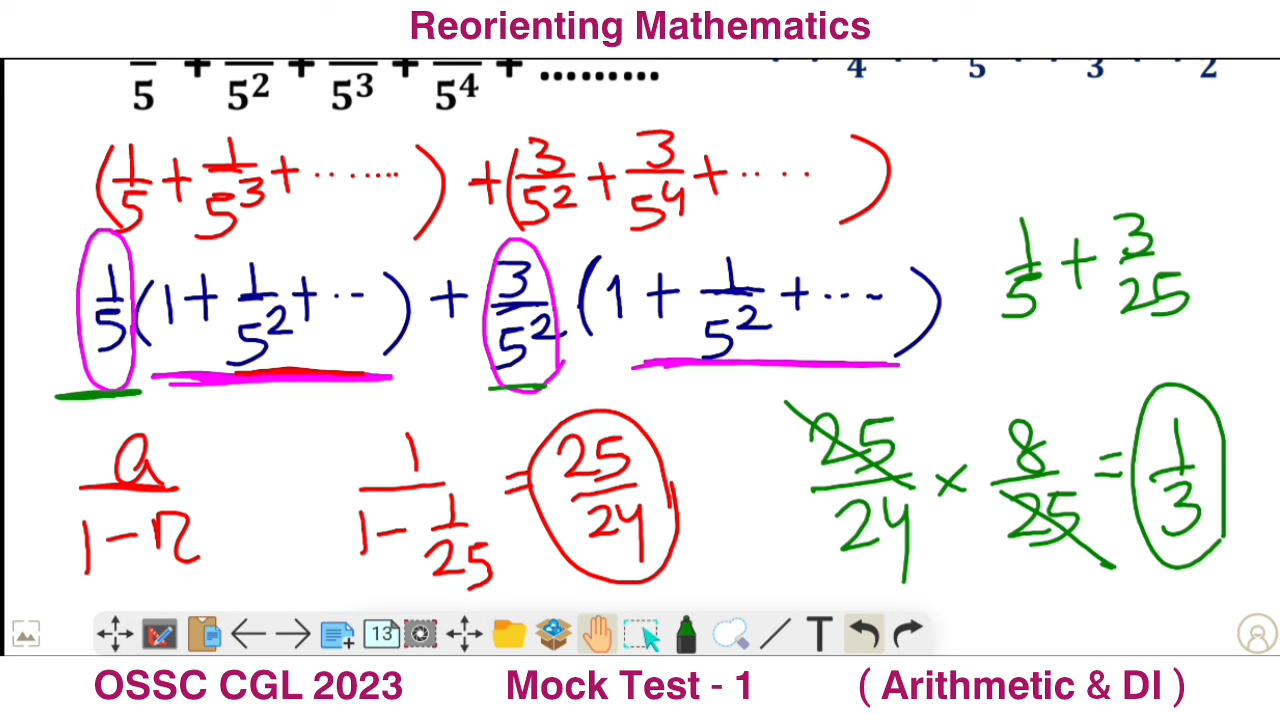 Reorienting Mathematics
5 + 5² + 5³ + 5⁴ + .........
4 5 3 2
(1/5 + 1/5³ + .......) + (3/5² + 3/5⁴ + .....)
1/5 (1 + 1/5² + ..) + 3/5² (1 + 1/5² + ...)
1/5 + 3/25
a/(1-r)
1/(1 - 1/25) = 25/24
25/24 × 8/25 = 1/3
13
T
OSSC CGL 2023 Mock Test - 1 ( Arithmetic & DI )